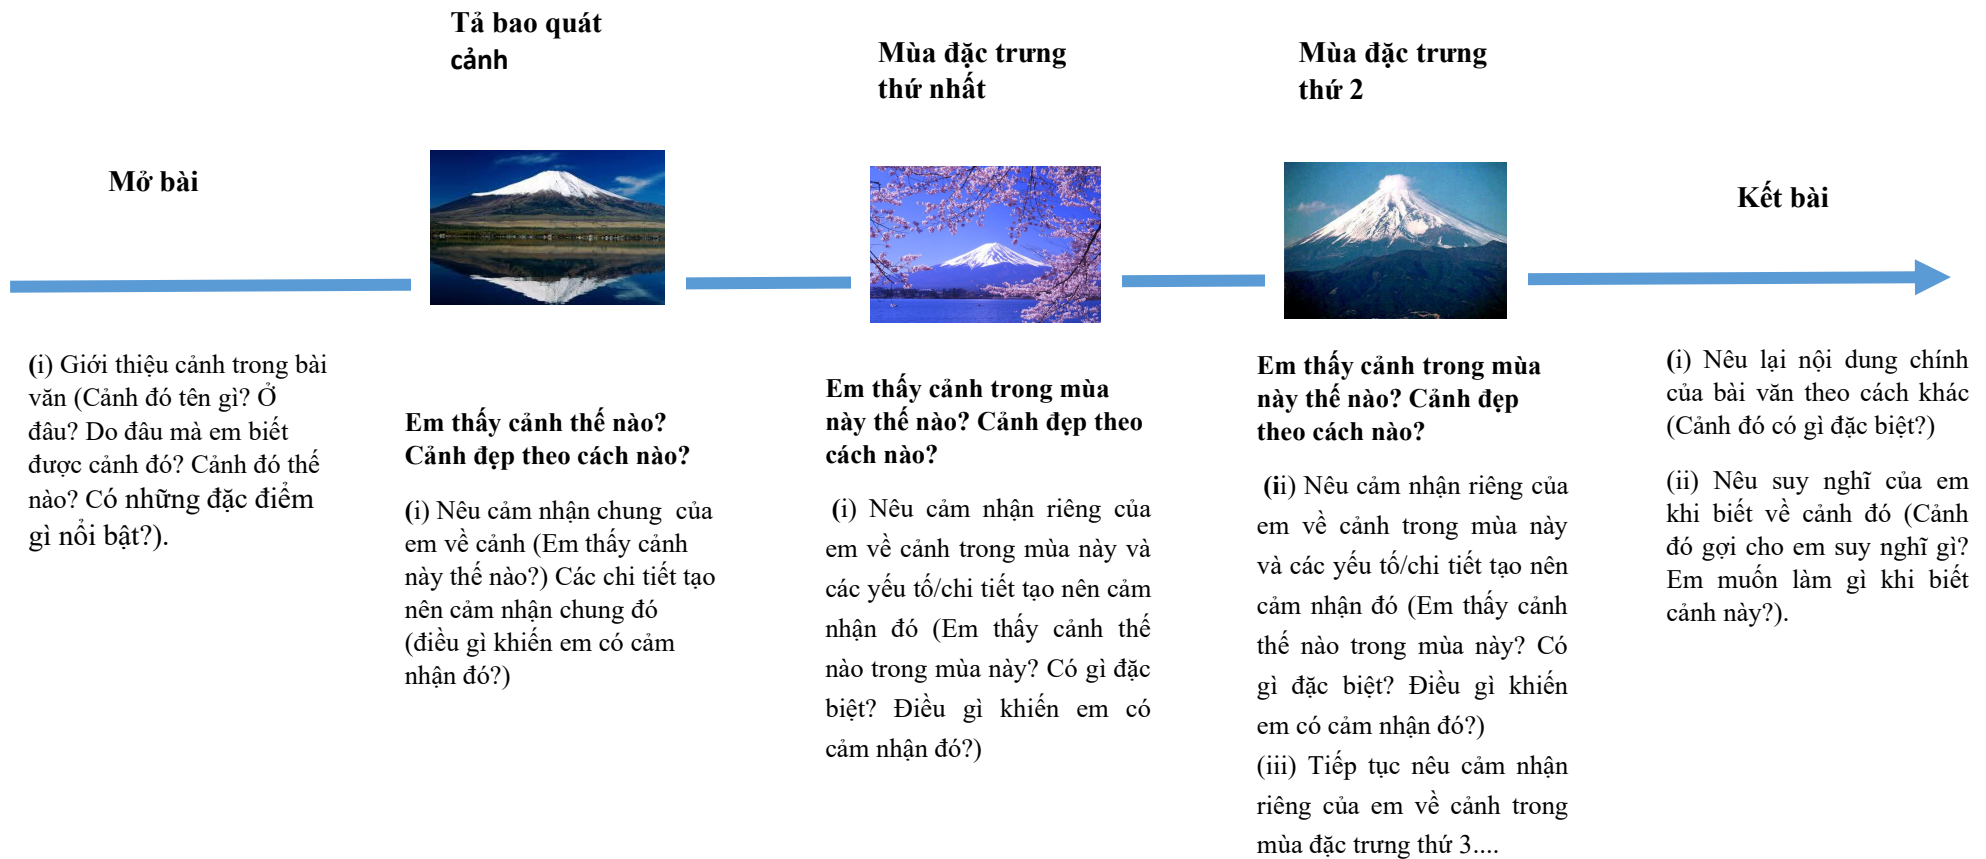 Tả bao quát
cảnh
Mùa đặc trưng
thứ nhất
Mùa đặc trưng
thứ 2
Mở bài
Kết bài
(i) Giới thiệu cảnh trong bài
văn (Cảnh đó tên gì? Ở
đâu? Do đâu mà em biết
được cảnh đó? Cảnh đó thế
nào? Có những đặc điểm
gì nổi bật?).
Em thấy cảnh thế nào?
Cảnh đẹp theo cách nào?
(i) Nêu cảm nhận chung của
em về cảnh (Em thấy cảnh
này thế nào?) Các chi tiết tạo
nên cảm nhận chung đó
(điều gì khiến em có cảm
nhận đó?)
Em thấy cảnh trong mùa
này thế nào? Cảnh đẹp theo
cách nào?
(i) Nêu cảm nhận riêng của
em về cảnh trong mùa này và
các yếu tố/chi tiết tạo nên cảm
nhận đó (Em thấy cảnh thế
nào trong mùa này? Có gì đặc
biệt? Điều gì khiến em có
cảm nhận đó?)
Em thấy cảnh trong mùa
này thế nào? Cảnh đẹp
theo cách nào?
(ii) Nêu cảm nhận riêng của
em về cảnh trong mùa này
và các yếu tố/chi tiết tạo nên
cảm nhận đó (Em thấy cảnh
thế nào trong mùa này? Có
gì đặc biệt? Điều gì khiến
em có cảm nhận đó?)
(iii) Tiếp tục nêu cảm nhận
riêng của em về cảnh trong
mùa đặc trưng thứ 3....
(i) Nêu lại nội dung chính
của bài văn theo cách khác
(Cảnh đó có gì đặc biệt?)
(ii) Nêu suy nghĩ của em
khi biết về cảnh đó (Cảnh
đó gợi cho em suy nghĩ gì?
Em muốn làm gì khi biết
cảnh này?).